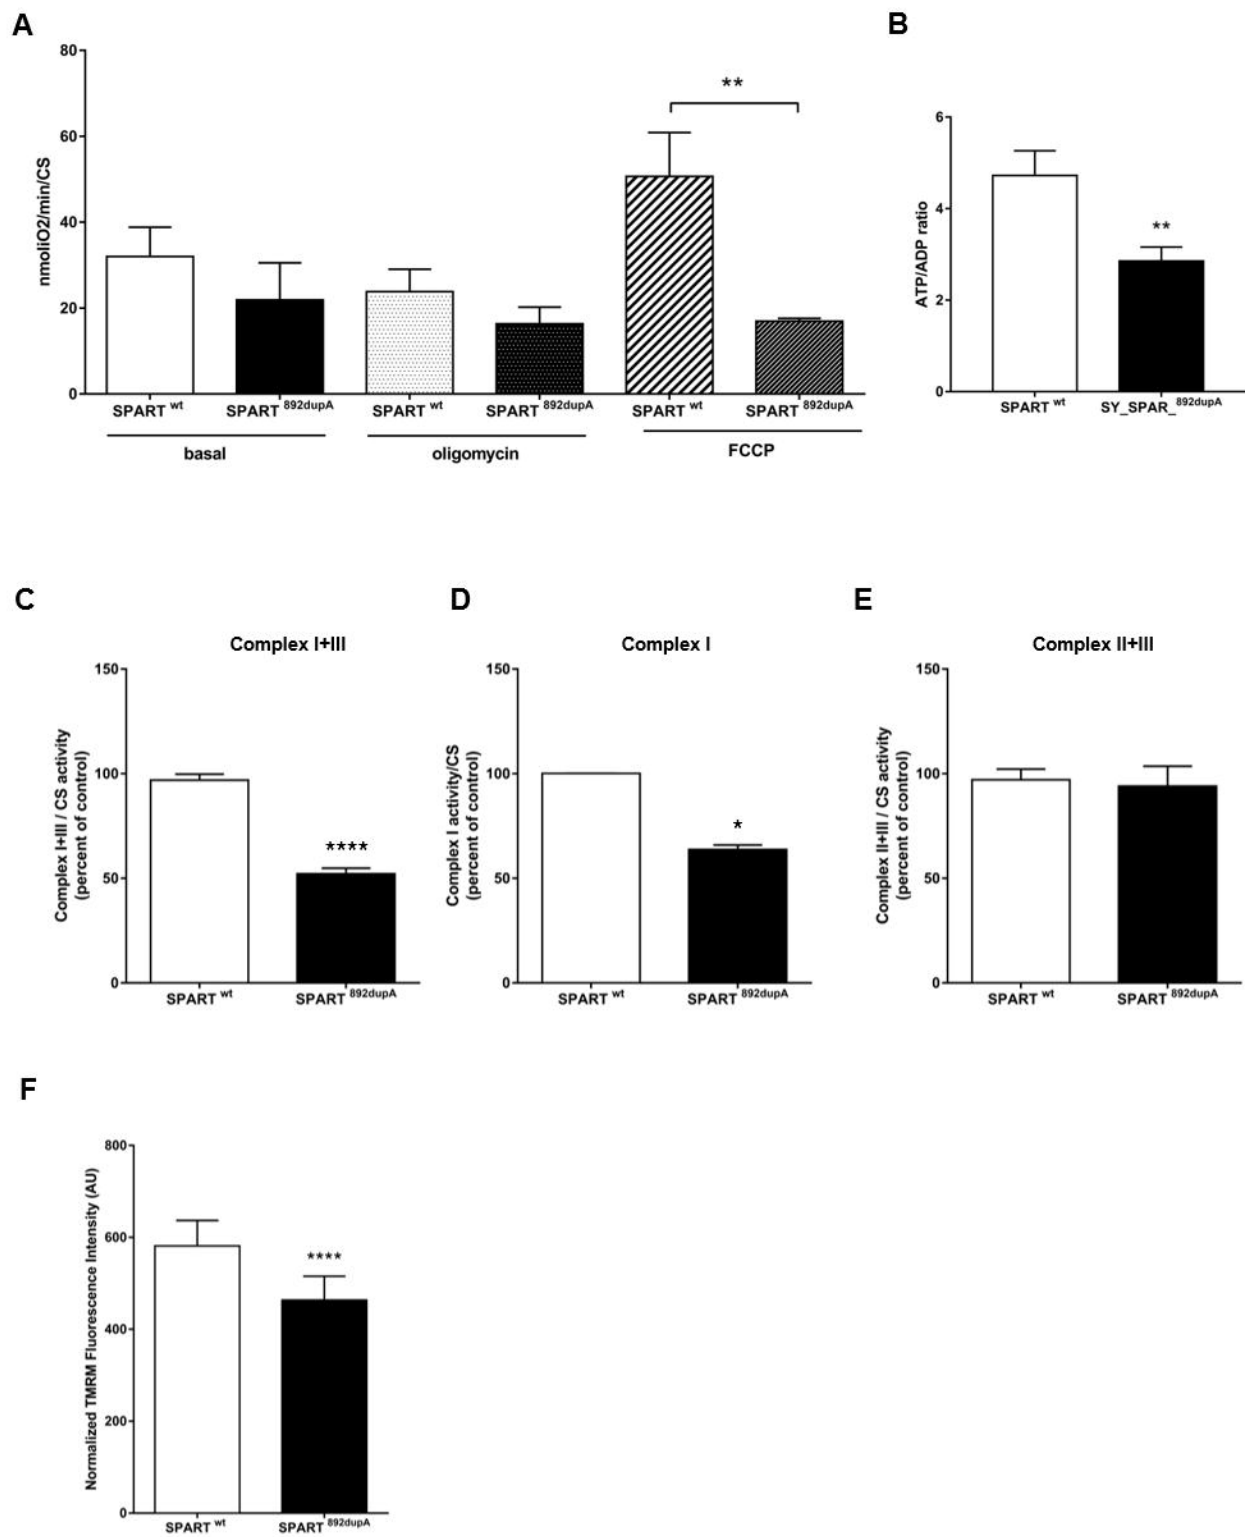 A
80
60
40
20
0
nmoliO2/min/CS
**
SPART wt
SPART 892dupA
SPART wt
SPART 892dupA
SPART wt
SPART 892dupA
basal
oligomycin
FCCP
B
6
4
2
0
ATP/ADP ratio
**
SPART wt
SY_SPAR_ 892dupA
C
Complex I+III
150
100
50
0
Complex I+III / CS activity
(percent of control)
****
SPART wt
SPART 892dupA
D
Complex I
150
100
50
0
Complex I activity/CS
(percent of control)
*
SPART wt
SPART 892dupA
E
Complex II+III
150
100
50
0
Complex II+III / CS activity
(percent of control)
SPART wt
SPART 892dupA
F
800
600
400
200
0
Normalized TMRM Fluorescence Intensity (AU)
****
SPART wt
SPART 892dupA